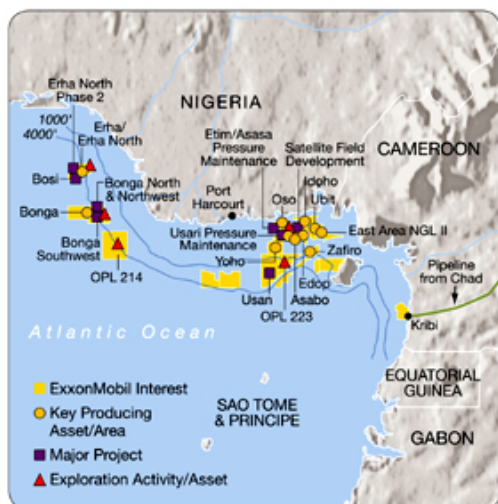 Erha North
Phase 2
1000'
4000'
Erha/
Erha North
NIGERIA
Etim/Asasa
Pressure
Maintenance
Satellite Field
Development
CAMEROON
Bosi
Bonga North
& Northwest
Port
Harcourt
Oso
Idoho
Ubit
Bonga
Usari Pressure
Maintenance
East Area NGL II
Bonga
Southwest
Yoho
Zafiro
OPL 214
Usan
Edop
Asabo
OPL 223
Pipeline
from Chad
Atlantic Ocean
Kribi
ExxonMobil Interest
Key Producing
Asset/Area
Major Project
Exploration Activity/Asset
SAO TOME
& PRINCIPE
EQUATORIAL
GUINEA
GABON